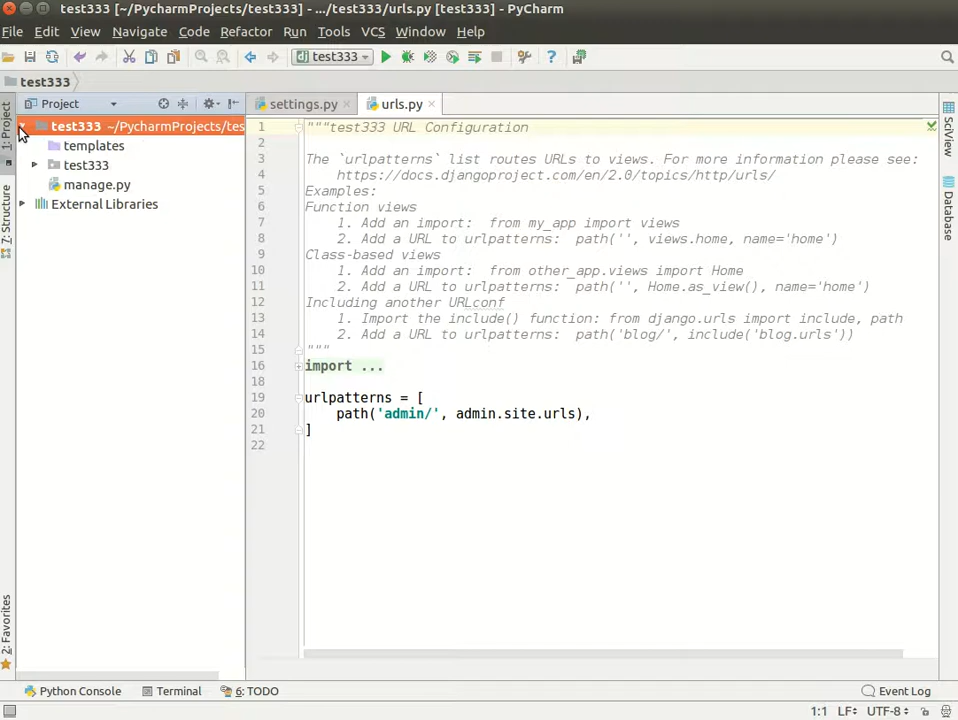 test333 [~/PycharmProjects/test333] - .../test333/urls.py [test333] - PyCharm
File Edit View Navigate Code Refactor Run Tools VCS Window Help
test333
test333
Project
settings.py
urls.py
1: Project
7: Structure
2: Favorites
test333 ~/PycharmProjects/tes
templates
test333
manage.py
External Libraries
1 """test333 URL Configuration
2
3 The `urlpatterns` list routes URLs to views. For more information please see:
4 https://docs.djangoproject.com/en/2.0/topics/http/urls/
5 Examples:
6 Function views
7 1. Add an import:  from my_app import views
8 2. Add a URL to urlpatterns:  path('', views.home, name='home')
9 Class-based views
10 1. Add an import:  from other_app.views import Home
11 2. Add a URL to urlpatterns:  path('', Home.as_view(), name='home')
12 Including another URLconf
13 1. Import the include() function: from django.urls import include, path
14 2. Add a URL to urlpatterns:  path('blog/', include('blog.urls'))
15 """
16 import ...
18
19 urlpatterns = [
20 path('admin/', admin.site.urls),
21 ]
22
SciView
Database
Python Console
Terminal
6: TODO
Event Log
1:1 LF UTF-8